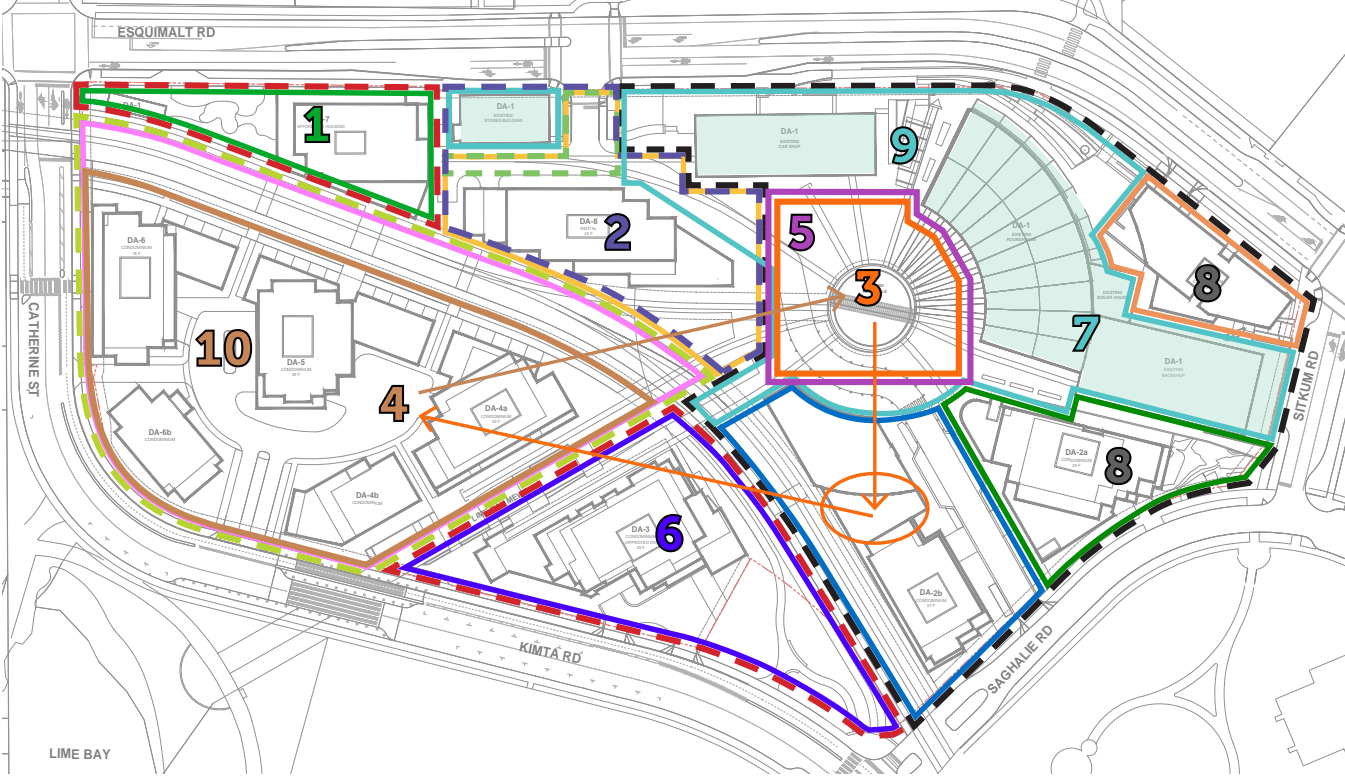 ESQUIMALT RD
DA-1
1
DA-1
EXISTING
STORES BUILDING
DA-1
EXISTING
CAR SHOP
9
DA-8
RENTAL
2
5
DA-1
EXISTING
DA-6
CONDOMINIUM
3
8
CATHERINE ST
10
DA-5
CONDOMINIUM
7
DA-1
EXISTING
BACKSHOP
SITKUM RD
4
DA-4a
CONDOMINIUM
DA-6b
CONDOMINIUM
DA-2a
8
DA-4b
DA-3
6
DA-2b
CONDOMINIUM
KIMTA RD
SAGHALIE RD
LIME BAY